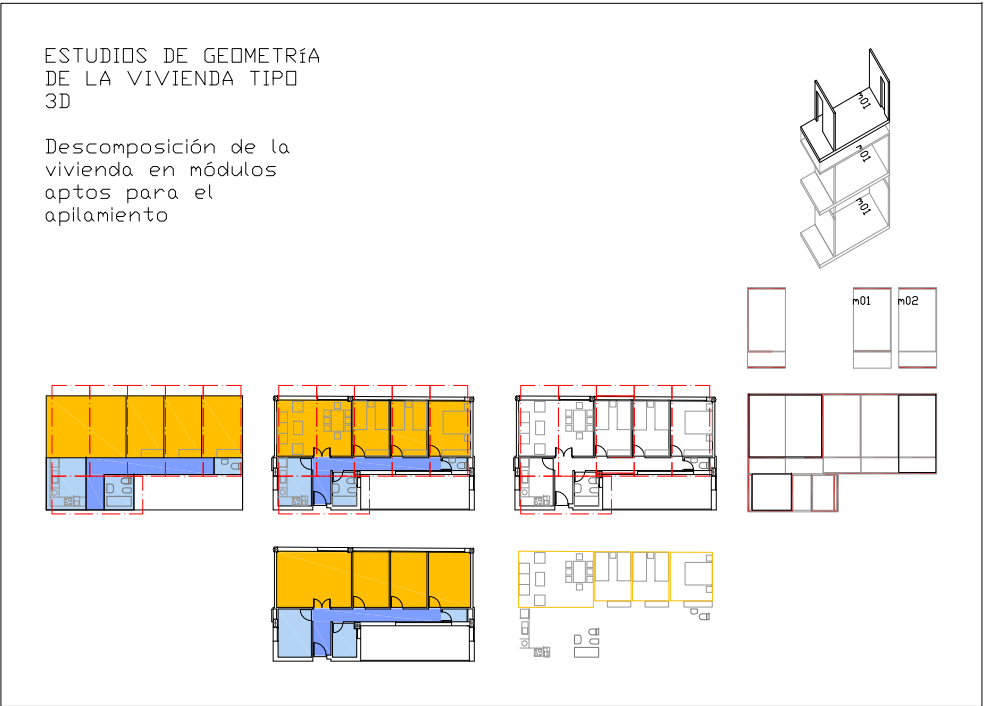 ESTUDIOS DE GEOMETRíA
DE LA VIVIENDA TIPO
3D
Descomposición de la
vivienda en módulos
aptos para el
apilamiento
m01
m01
m01
m01
m02